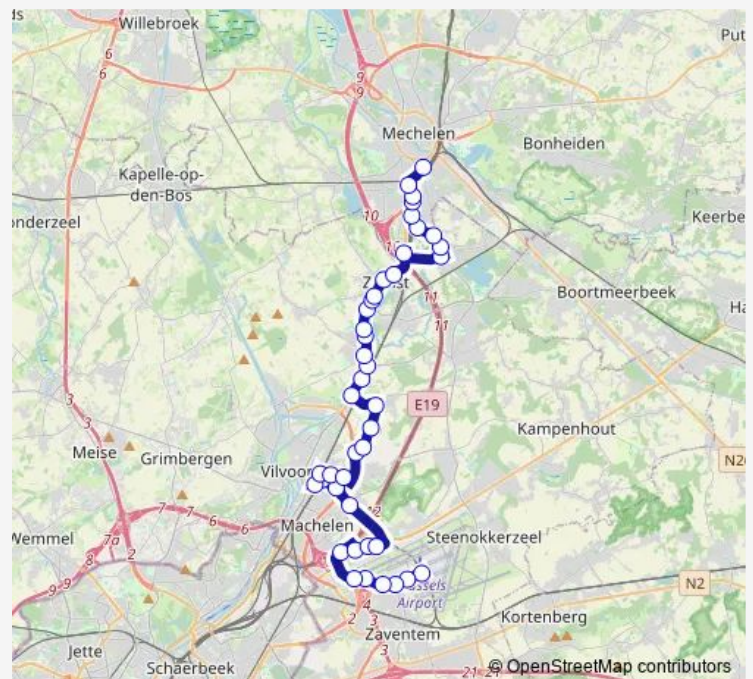 Willebroek
Put
6
6
9
9
Mechelen
Bonheiden
Kapelle-op-
den-Bos
10
onderzeel
Keerbe
11
Boortmeerbeek
11
Ha
E19
3
3
Kampenhout
Meise
Grimbergen
Vilvoor
7
7
6
6
Machelen
Steenokkerzeel
Wemmel
7a
8
2
9
9
Airport
N2
4
2
3
Kortenberg
Zaventem
Jette
3
Schaerbeek
21
© OpenStreetMap contributors